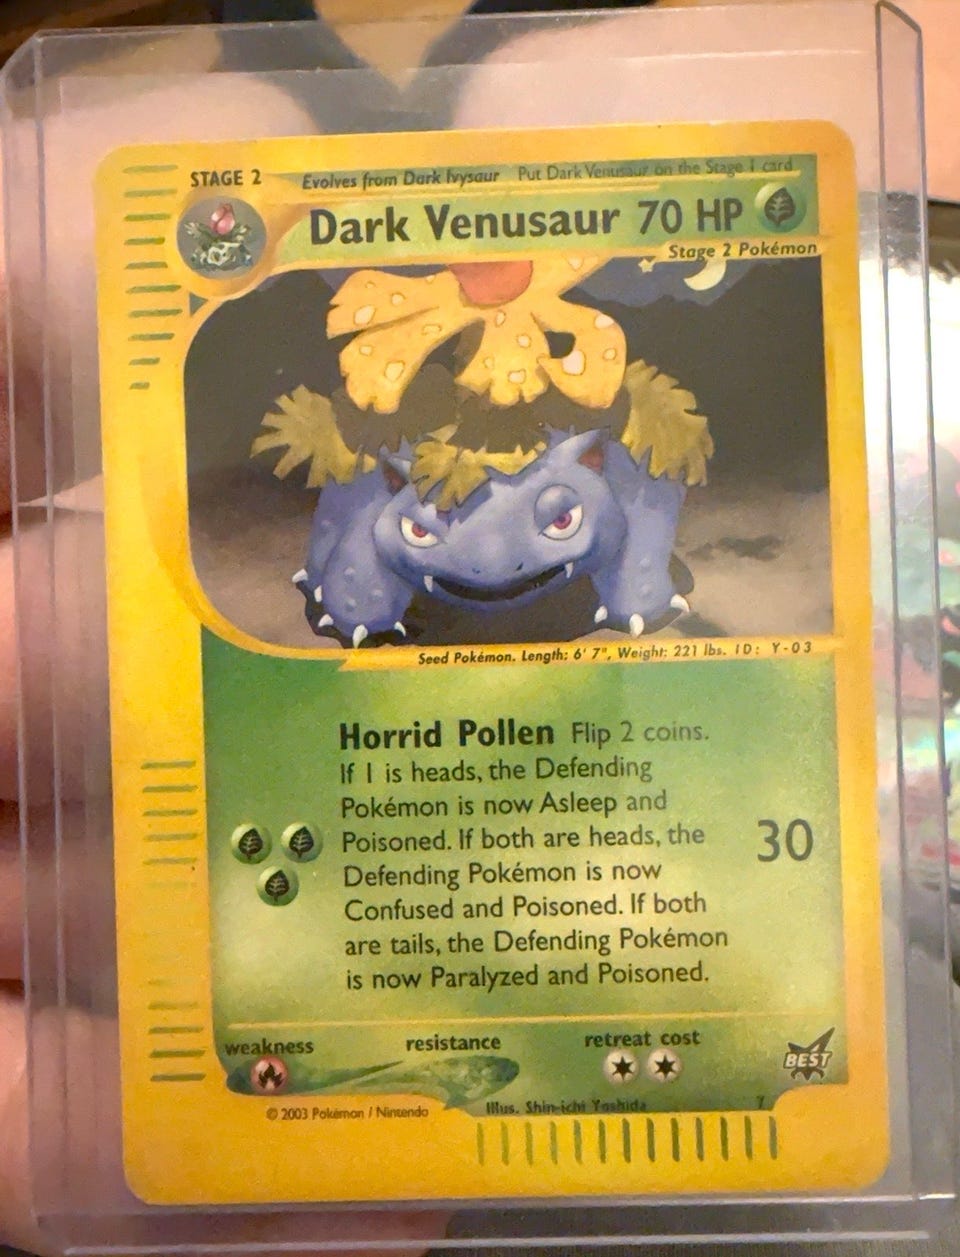 STAGE 2 Evolves from Dark Ivysaur Put Dark Venusaur on the Stage 1 card
Dark Venusaur 70 HP
Stage 2 Pokémon
Seed Pokémon. Length: 6' 7", Weight: 221 lbs. ID: Y-03
Horrid Pollen Flip 2 coins.
If 1 is heads, the Defending
Pokémon is now Asleep and
Poisoned. If both are heads, the 30
Defending Pokémon is now
Confused and Poisoned. If both
are tails, the Defending Pokémon
is now Paralyzed and Poisoned.
weakness resistance retreat cost
BEST
© 2003 Pokémon / Nintendo Illus. Shin-ichi Yoshida 7